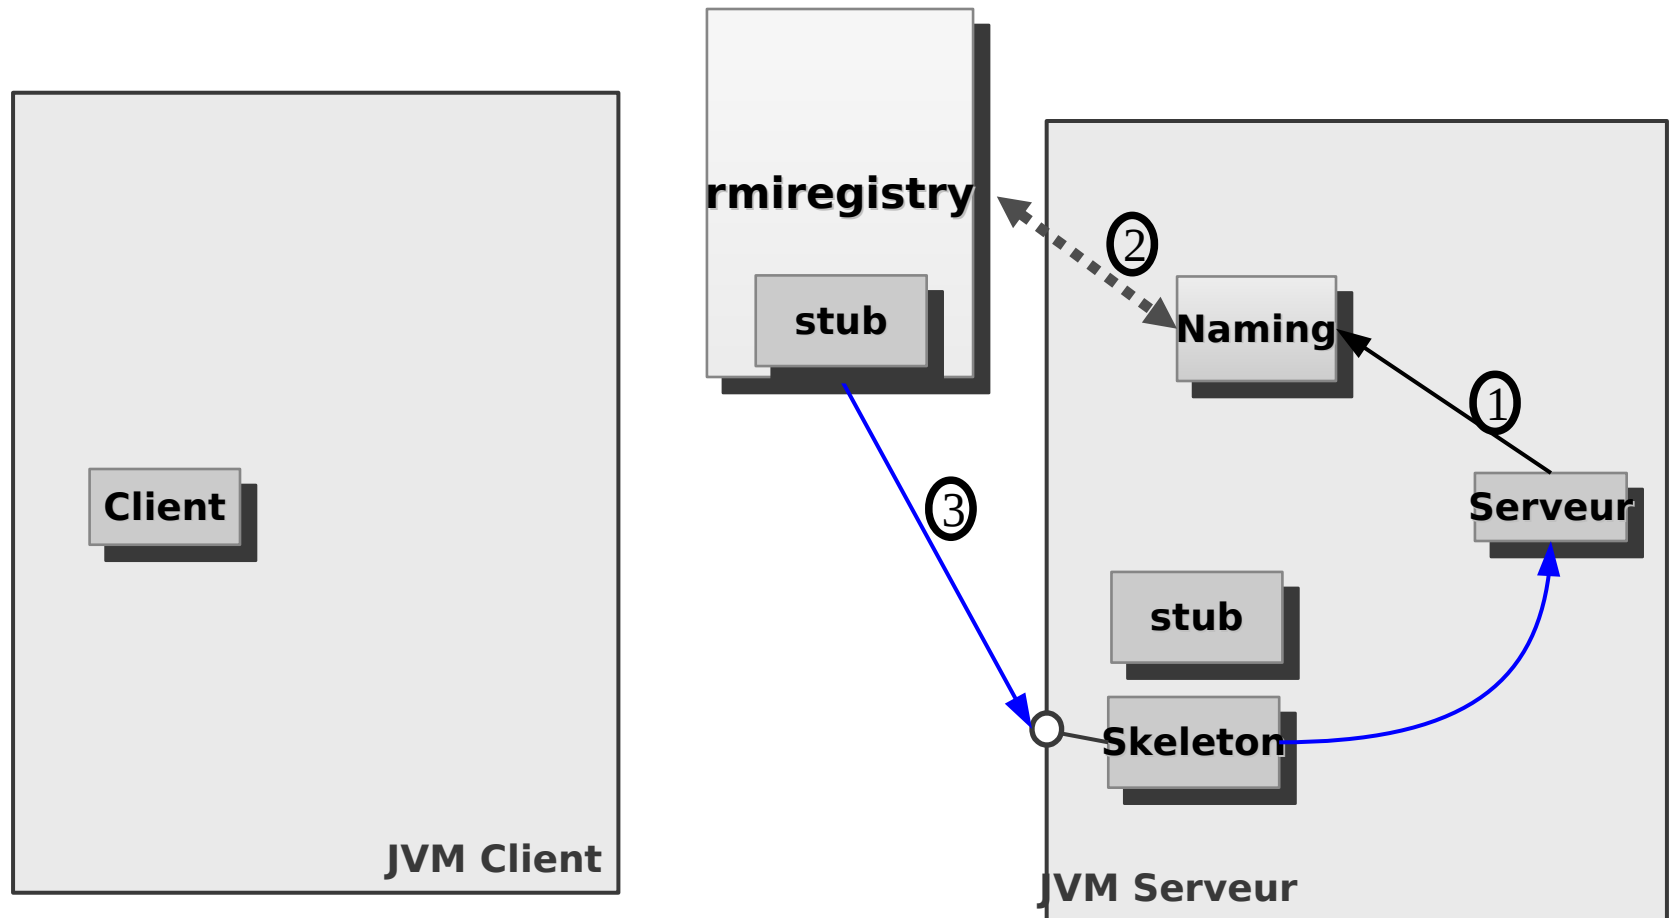 rmiregistry
2
stub
Naming
1
Client
3
Serveur
stub
Skeleton
JVM Client
JVM Serveur